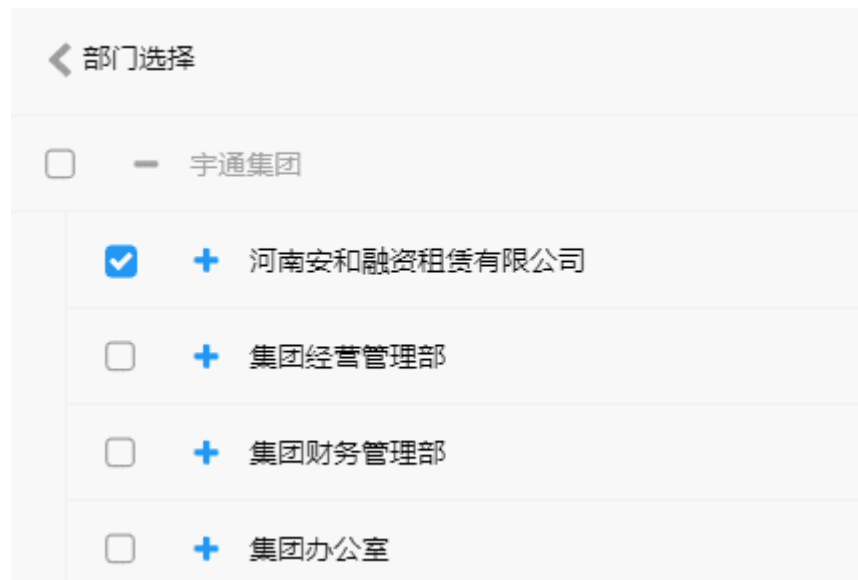 部门选择
宇通集团
河南安和融资租赁有限公司
集团经营管理部
集团财务管理部
集团办公室